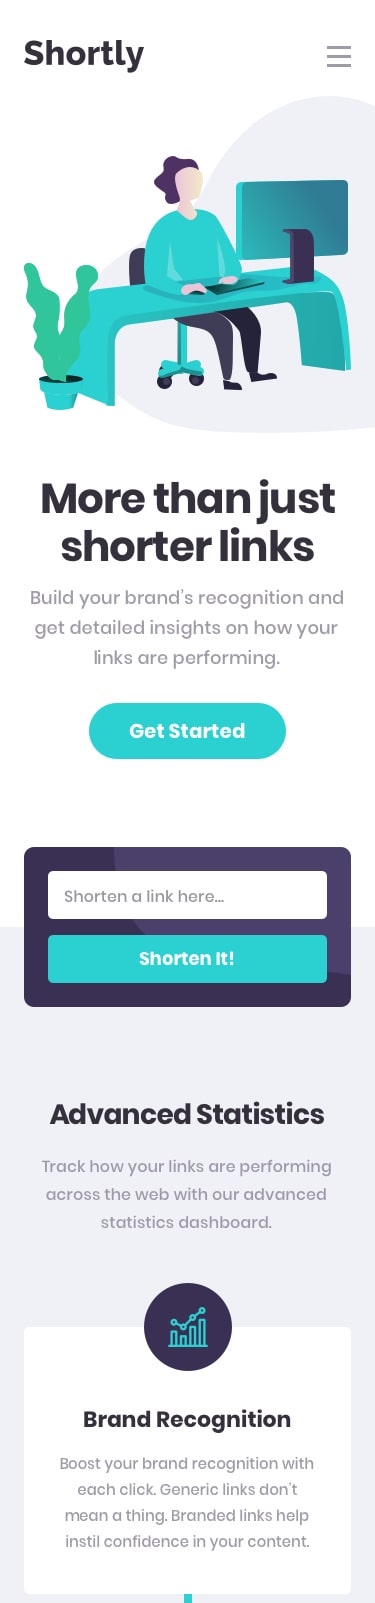 Shortly
More than just
shorter links
Build your brand’s recognition and
get detailed insights on how your
links are performing.
Get Started
Shorten a link here...
Shorten It!
Advanced Statistics
Track how your links are performing
across the web with our advanced
statistics dashboard.
Brand Recognition
Boost your brand recognition with
each click. Generic links don’t
mean a thing. Branded links help
instil confidence in your content.